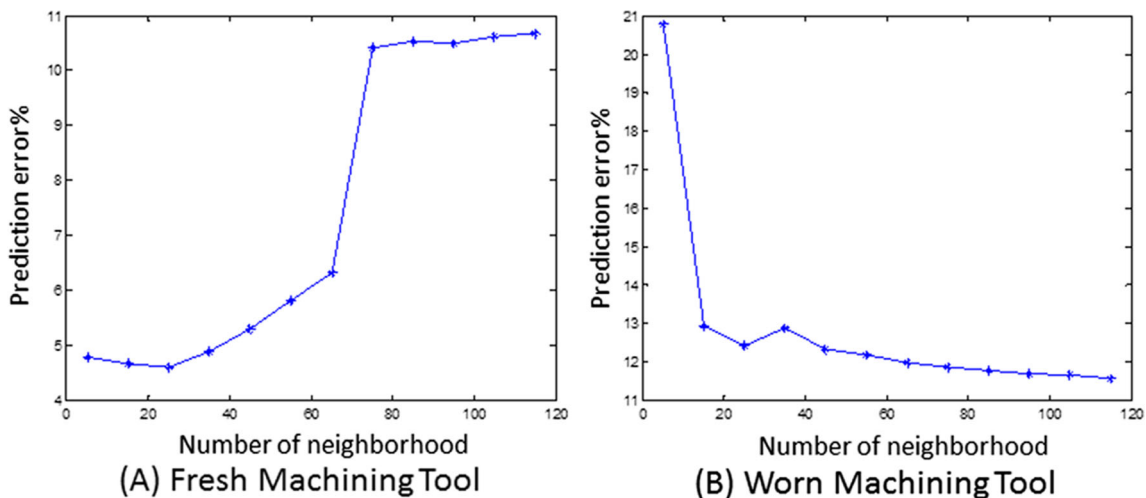 11
10
9
8
7
6
5
4
Prediction error%
0 20 40 60 80 100 120
Number of neighborhood
(A) Fresh Machining Tool
21
20
19
18
17
16
15
14
13
12
11
Prediction error%
0 20 40 60 80 100 120
Number of neighborhood
(B) Worn Machining Tool